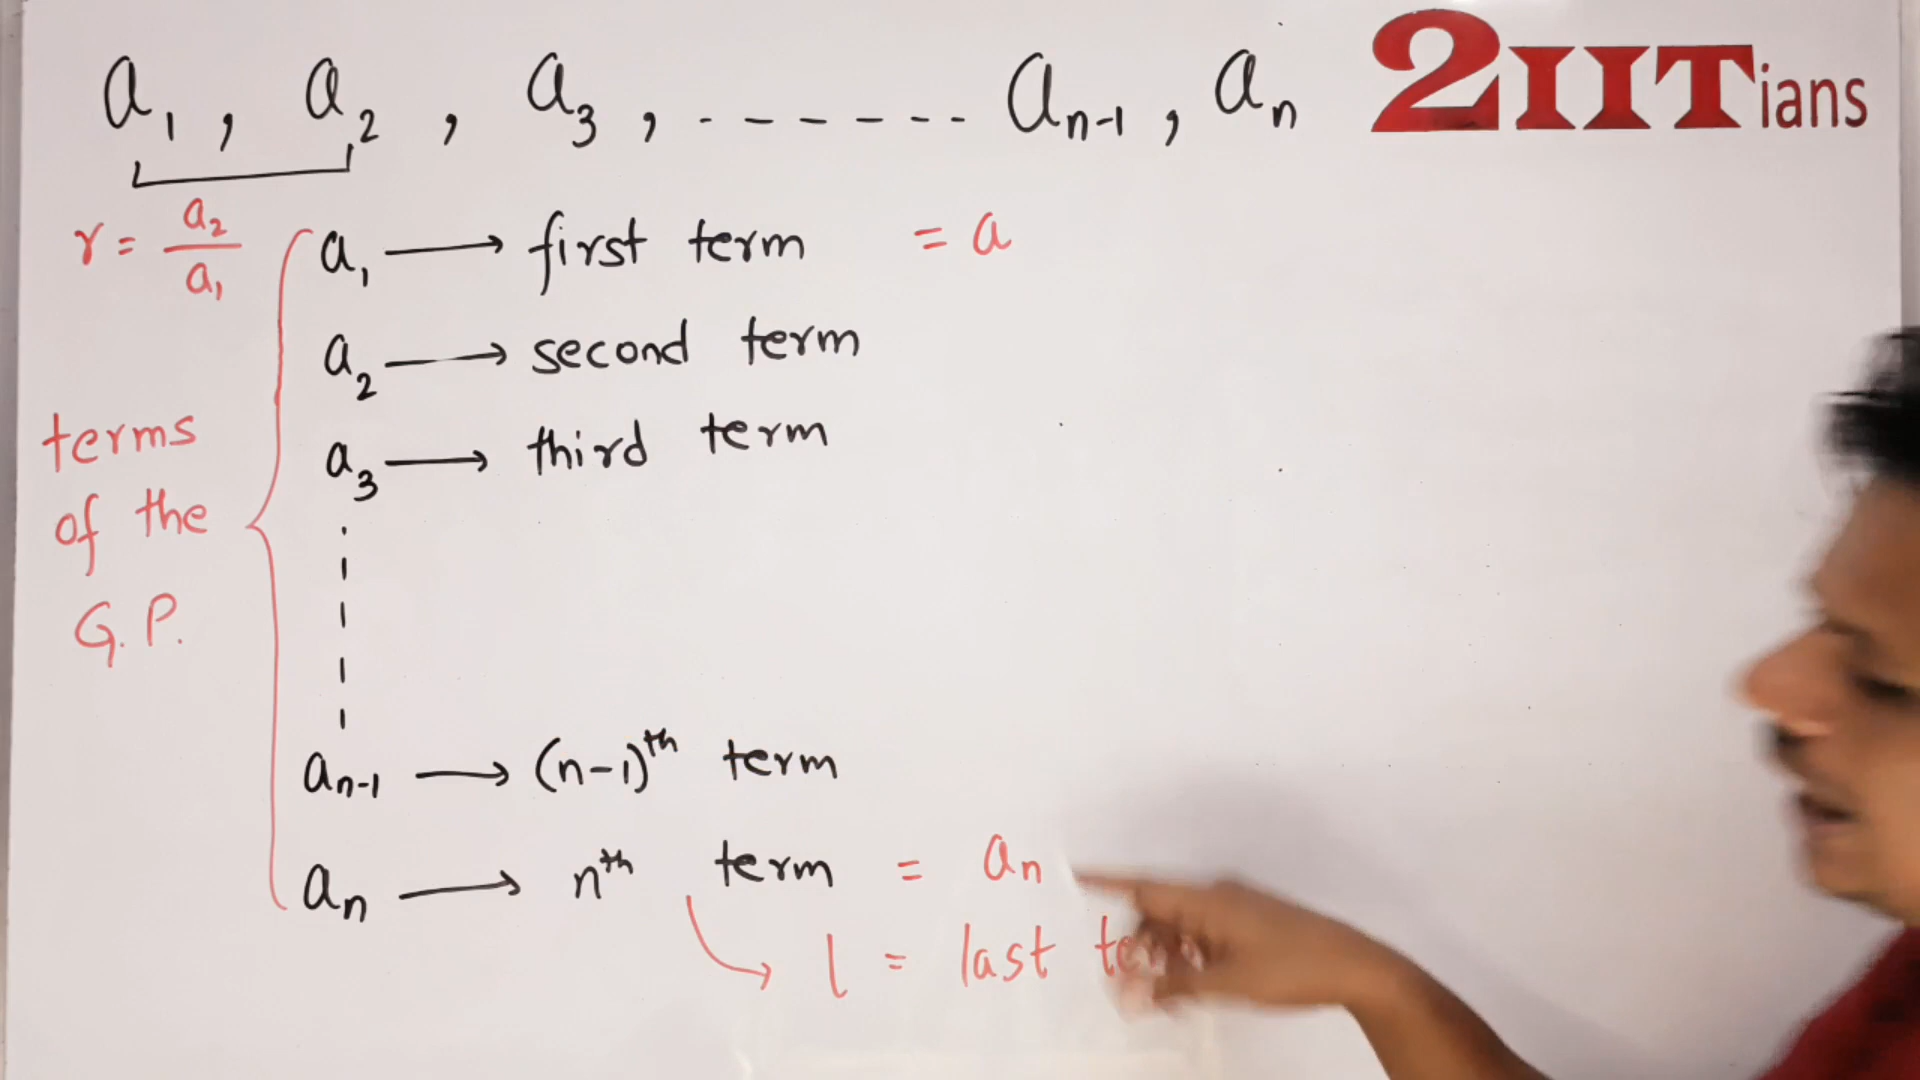 a₁ , a₂ , a₃ , - - - - - - - aₙ₋₁ , aₙ
2IITians
r = a₂/a₁
a₁ → first term = a
a₂ → second term
a₃ → third term
terms
of the
G.P.
aₙ₋₁ → (n-1)ᵗʰ term
aₙ → nᵗʰ term = aₙ
l = last